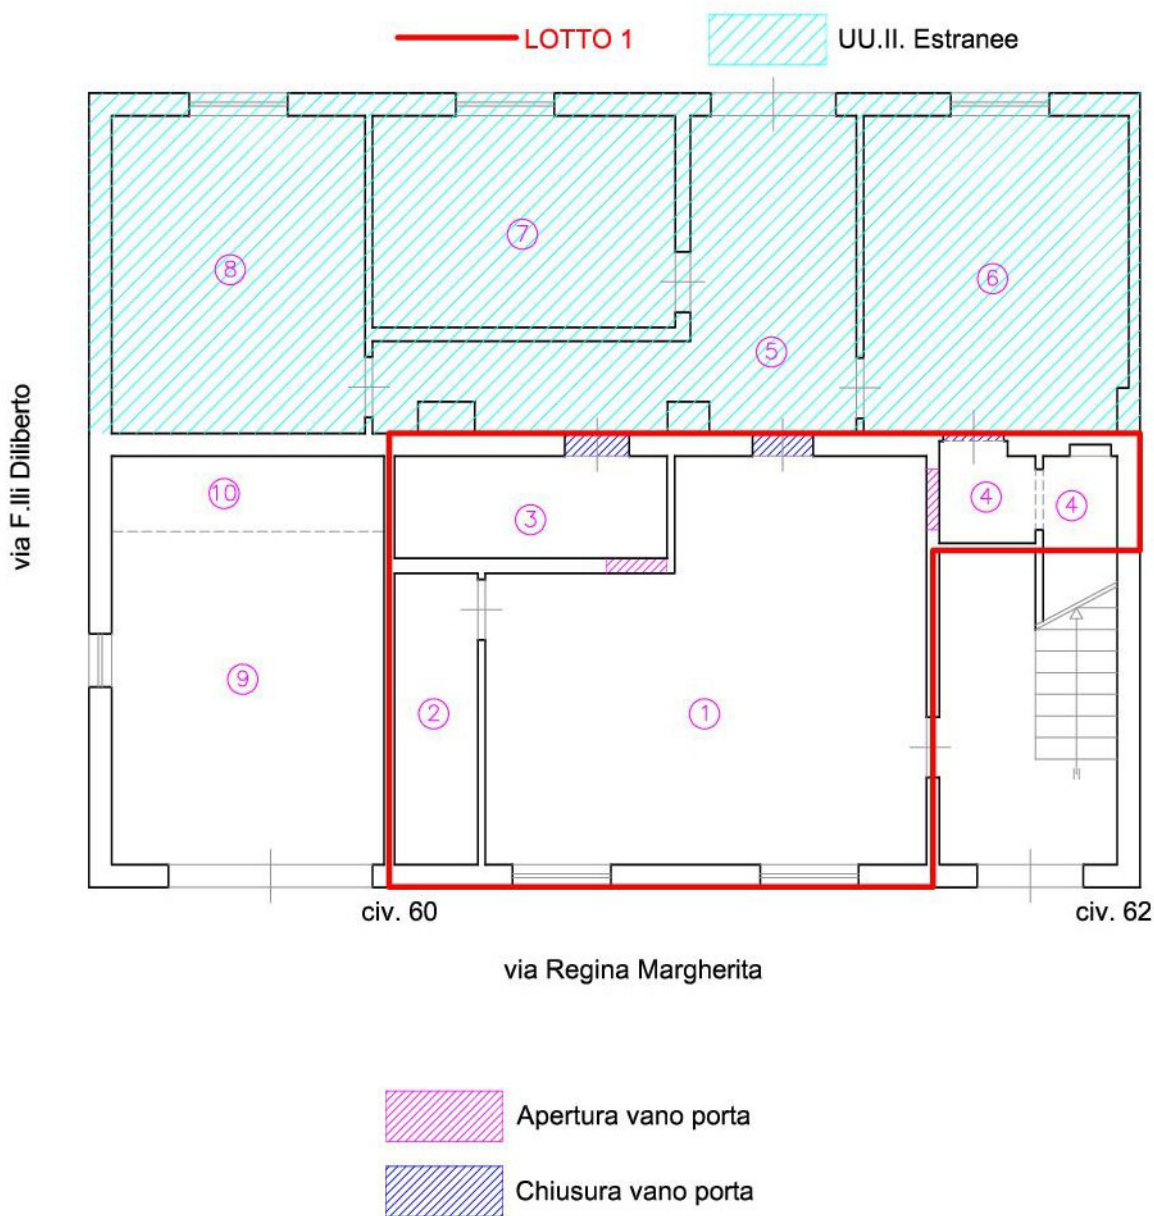 LOTTO 1
UU.II. Estranee
7
8
6
5
via F.lli Diliberto
10
3
4
4
9
2
1
civ. 60
civ. 62
via Regina Margherita
Apertura vano porta
Chiusura vano porta